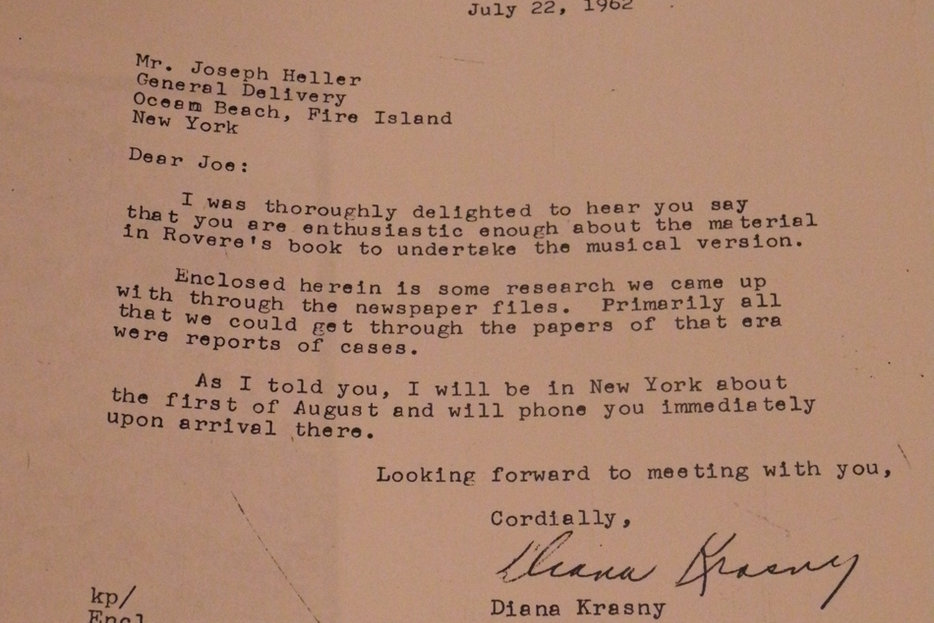 July 22, 1962
Mr. Joseph Heller
General Delivery
Oceam Beach, Fire Island
New York
Dear Joe:
I was thoroughly delighted to hear you say
that you are enthusiastic enough about the material
in Rovere's book to undertake the musical version.
Enclosed herein is some research we came up
with through the newspaper files. Primarily all
that we could get through the papers of that era
were reports of cases.
As I told you, I will be in New York about
the first of August and will phone you immediately
upon arrival there.
Looking forward to meeting with you,
Cordially,
Diana Krasny
Diana Krasny
kp/
Encl